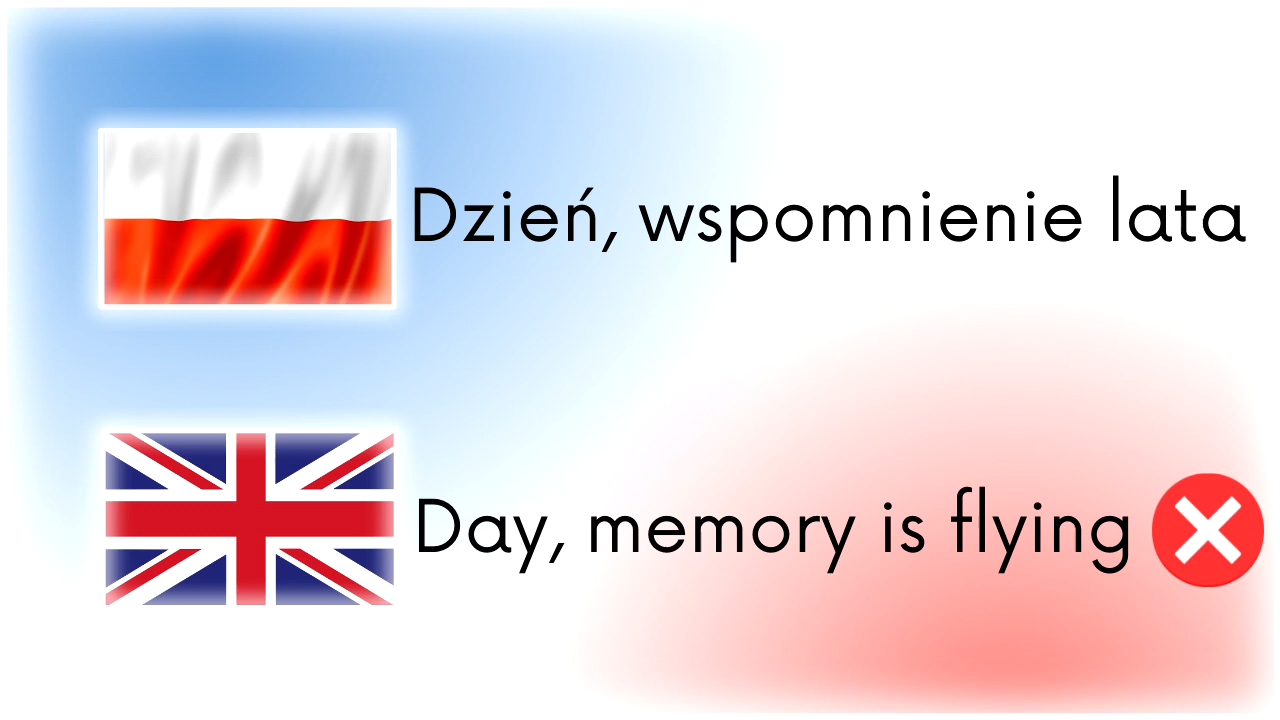 Dzień, wspomnienie lata
Day, memory is flying